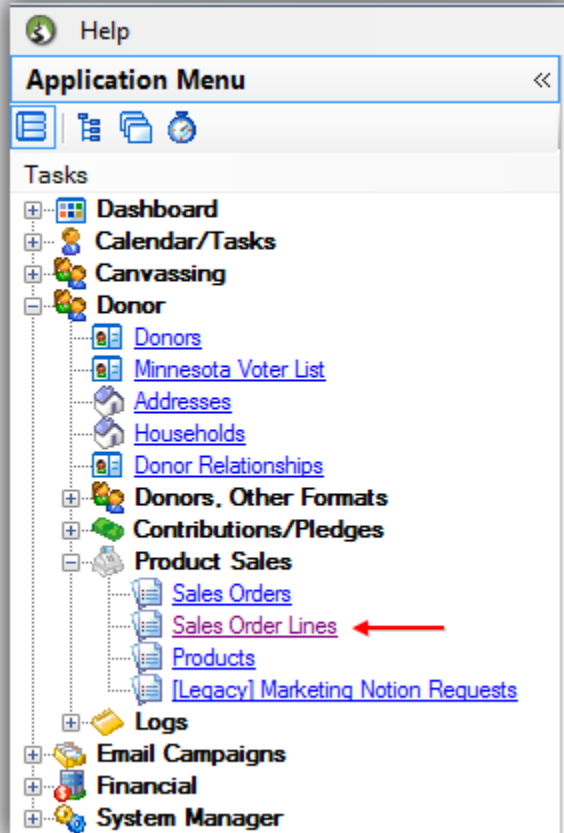 Help
Application Menu
Tasks
Dashboard
Calendar/Tasks
Canvassing
Donor
Donors
Minnesota Voter List
Addresses
Households
Donor Relationships
Donors, Other Formats
Contributions/Pledges
Product Sales
Sales Orders
Sales Order Lines
Products
[Legacy] Marketing Notion Requests
Logs
Email Campaigns
Financial
System Manager